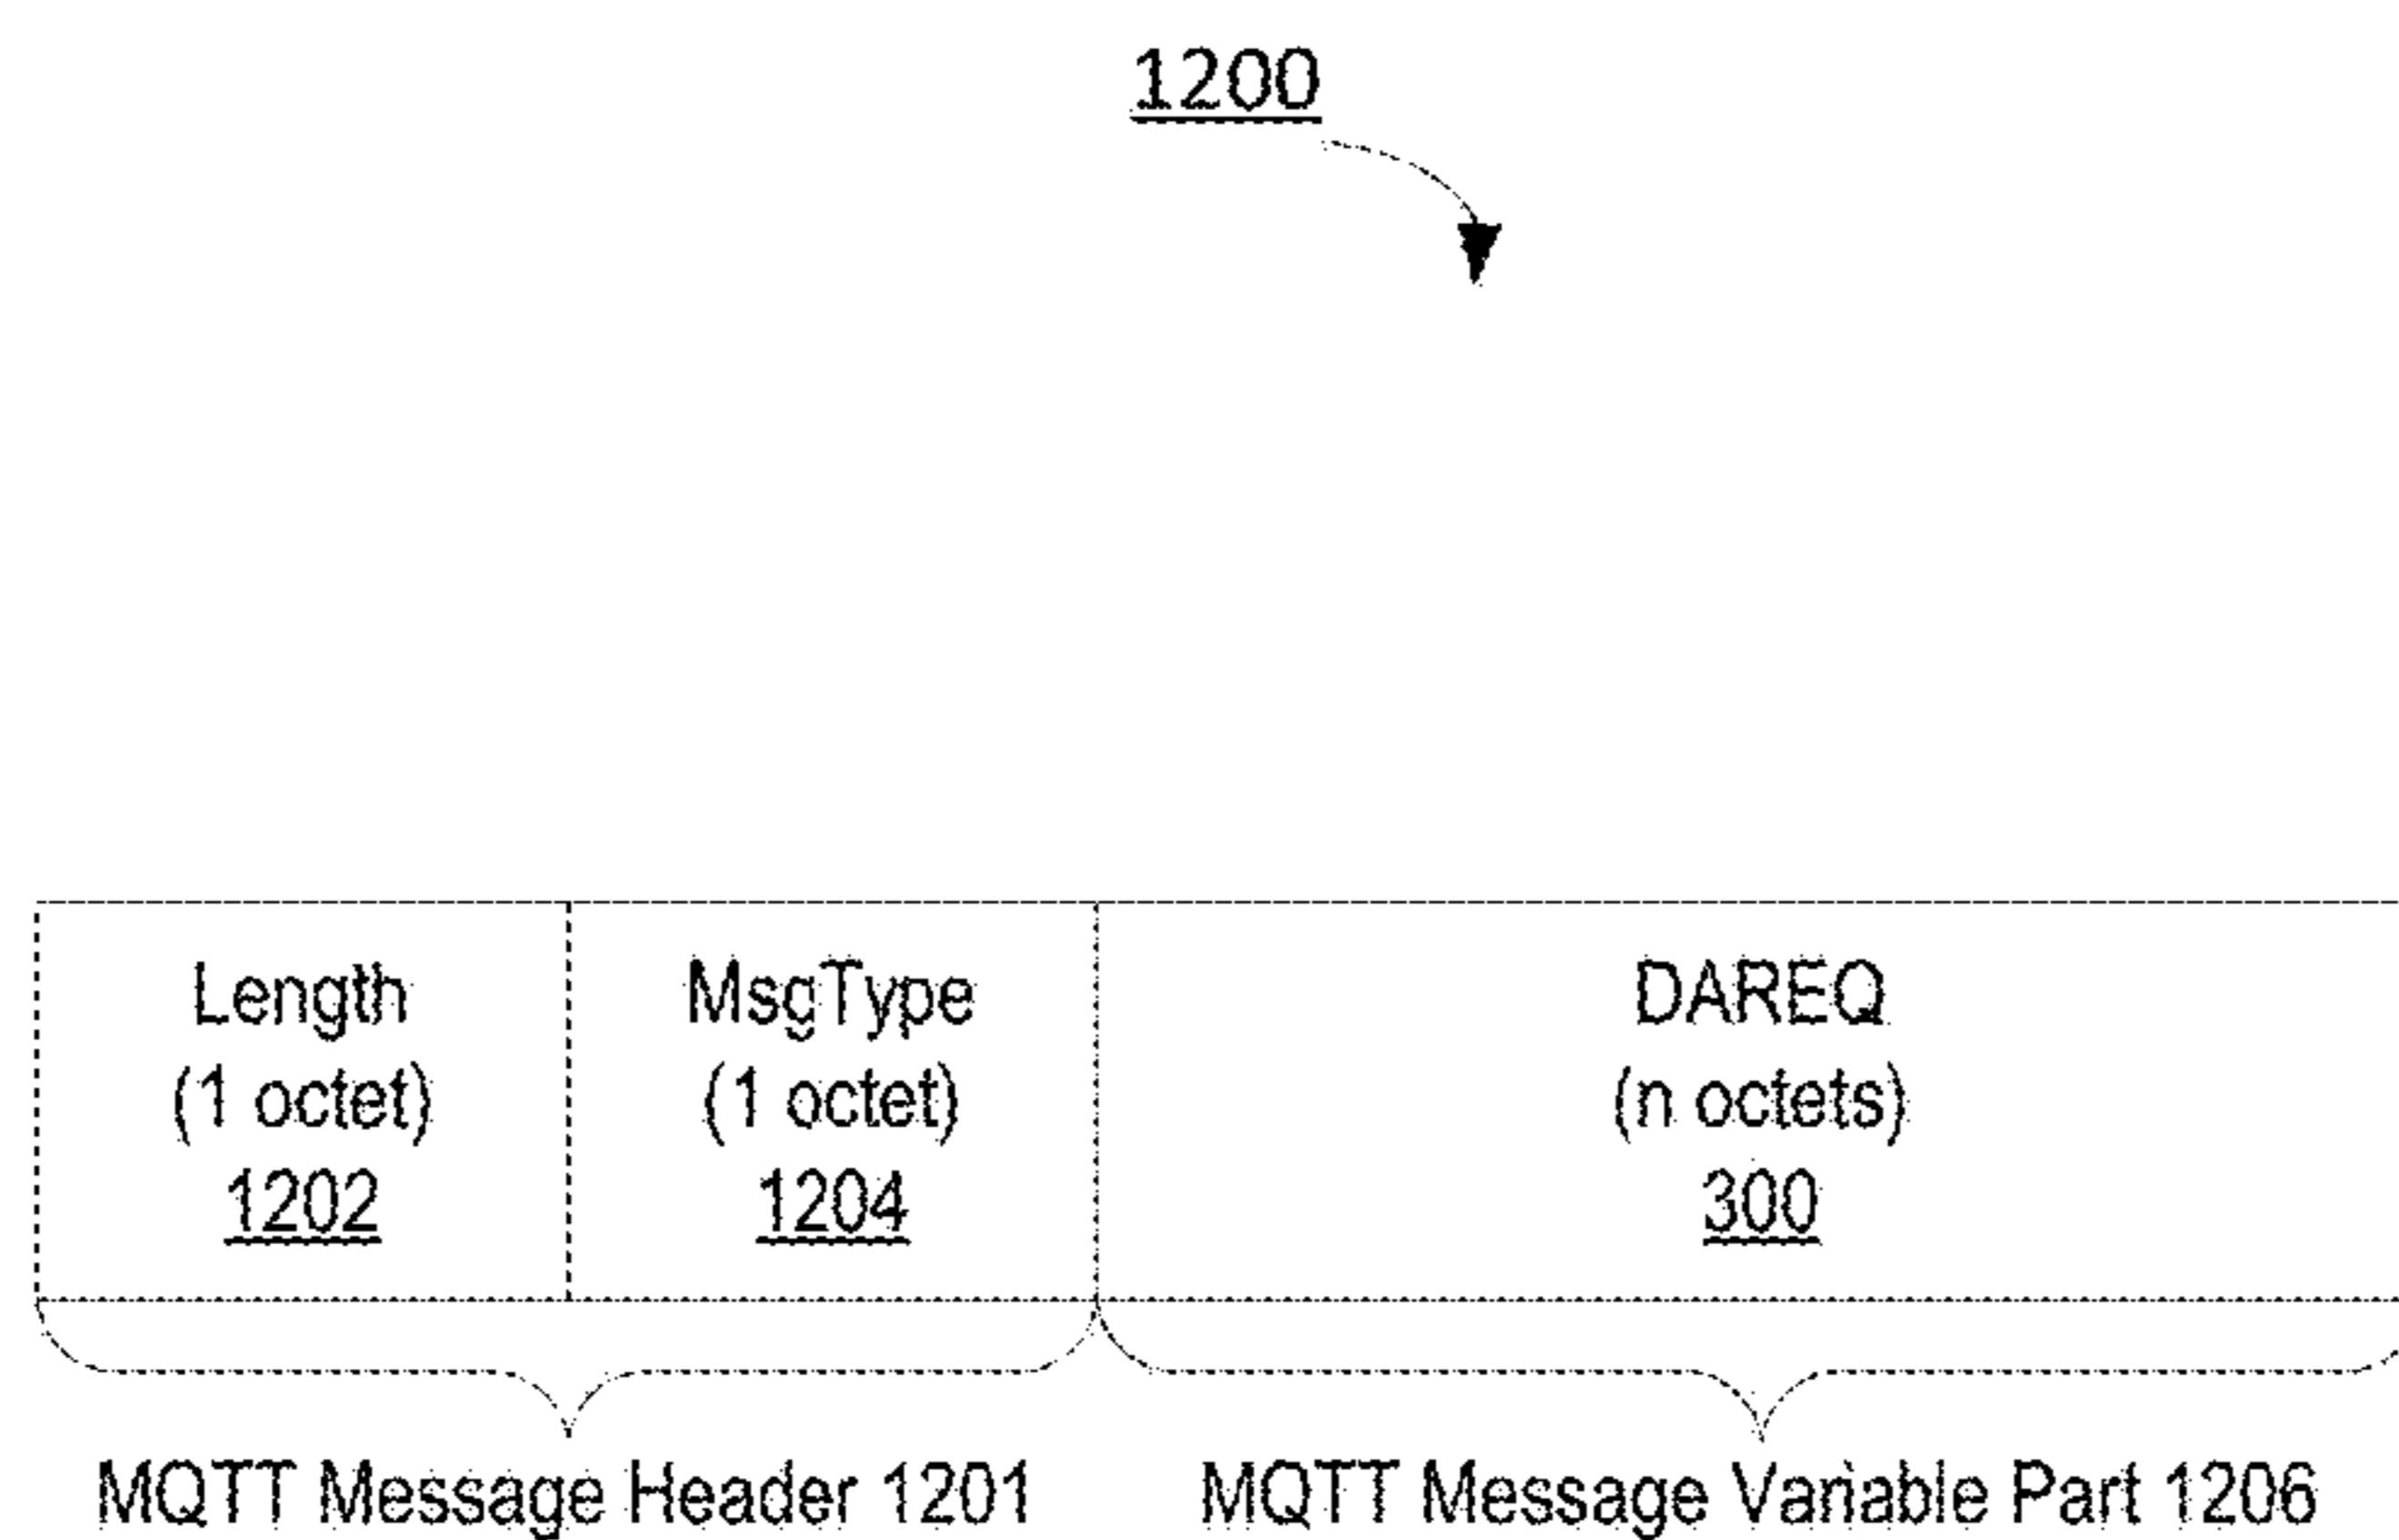 1200
Length
(1 octet)
1202
MsgType
(1 octet)
1204
DAREQ
(n octets)
300
MQTT Message Header 1201
MQTT Message Variable Part 1206